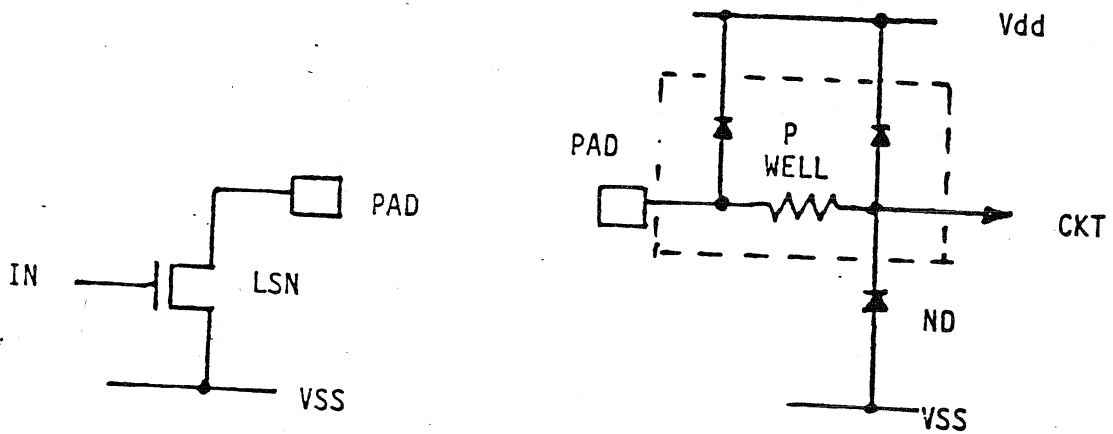 PAD
IN
LSN
VSS
Vdd
PAD
P
WELL
CKT
ND
VSS